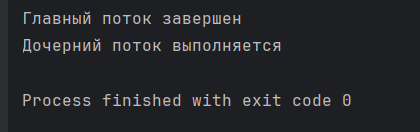 Главный поток завершен
Дочерний поток выполняется
Process finished with exit code 0